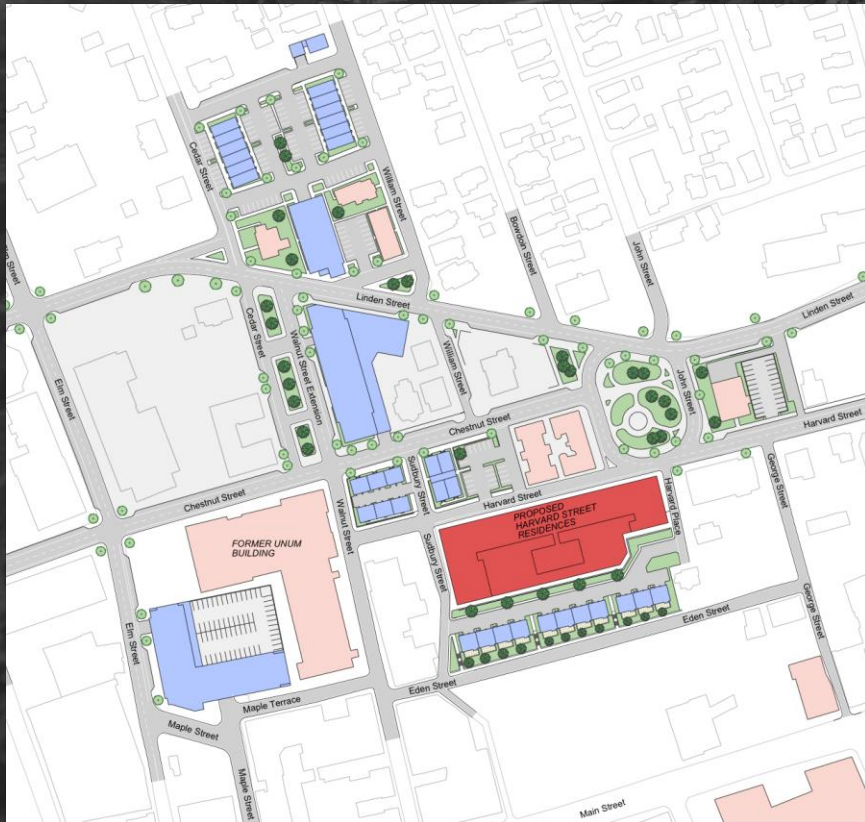 Cedar Street
William Street
Bowdoin Street
John Street
Linden Street
Linden Street
Cedar Street
Walnut Street Extension
William Street
Elm Street
John Street
Chestnut Street
Harvard Street
Sudbury Street
Harvard Street
Chestnut Street
George Street
Harvard Place
PROPOSED
HARVARD STREET
RESIDENCES
Walnut Street
FORMER UNUM
BUILDING
Sudbury Street
Elm Street
George Street
Eden Street
Eden Street
Maple Terrace
Maple Street
Maple Street
Main Street